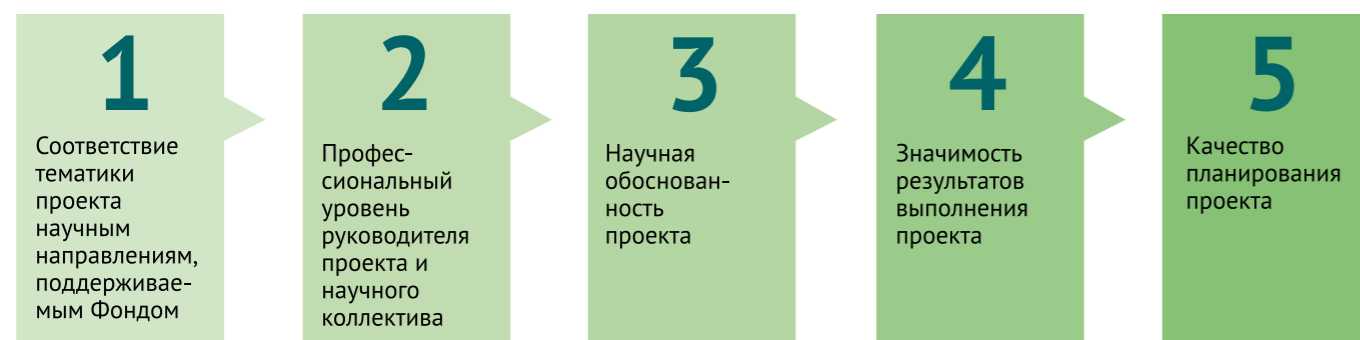 1
Соответствие
тематики
проекта
научным
направлениям,
поддерживае-
мым Фондом
2
Профес-
сиональный
уровень
руководителя
проекта и
научного
коллектива
3
Научная
обоснован-
ность
проекта
4
Значимость
результатов
выполнения
проекта
5
Качество
планирования
проекта